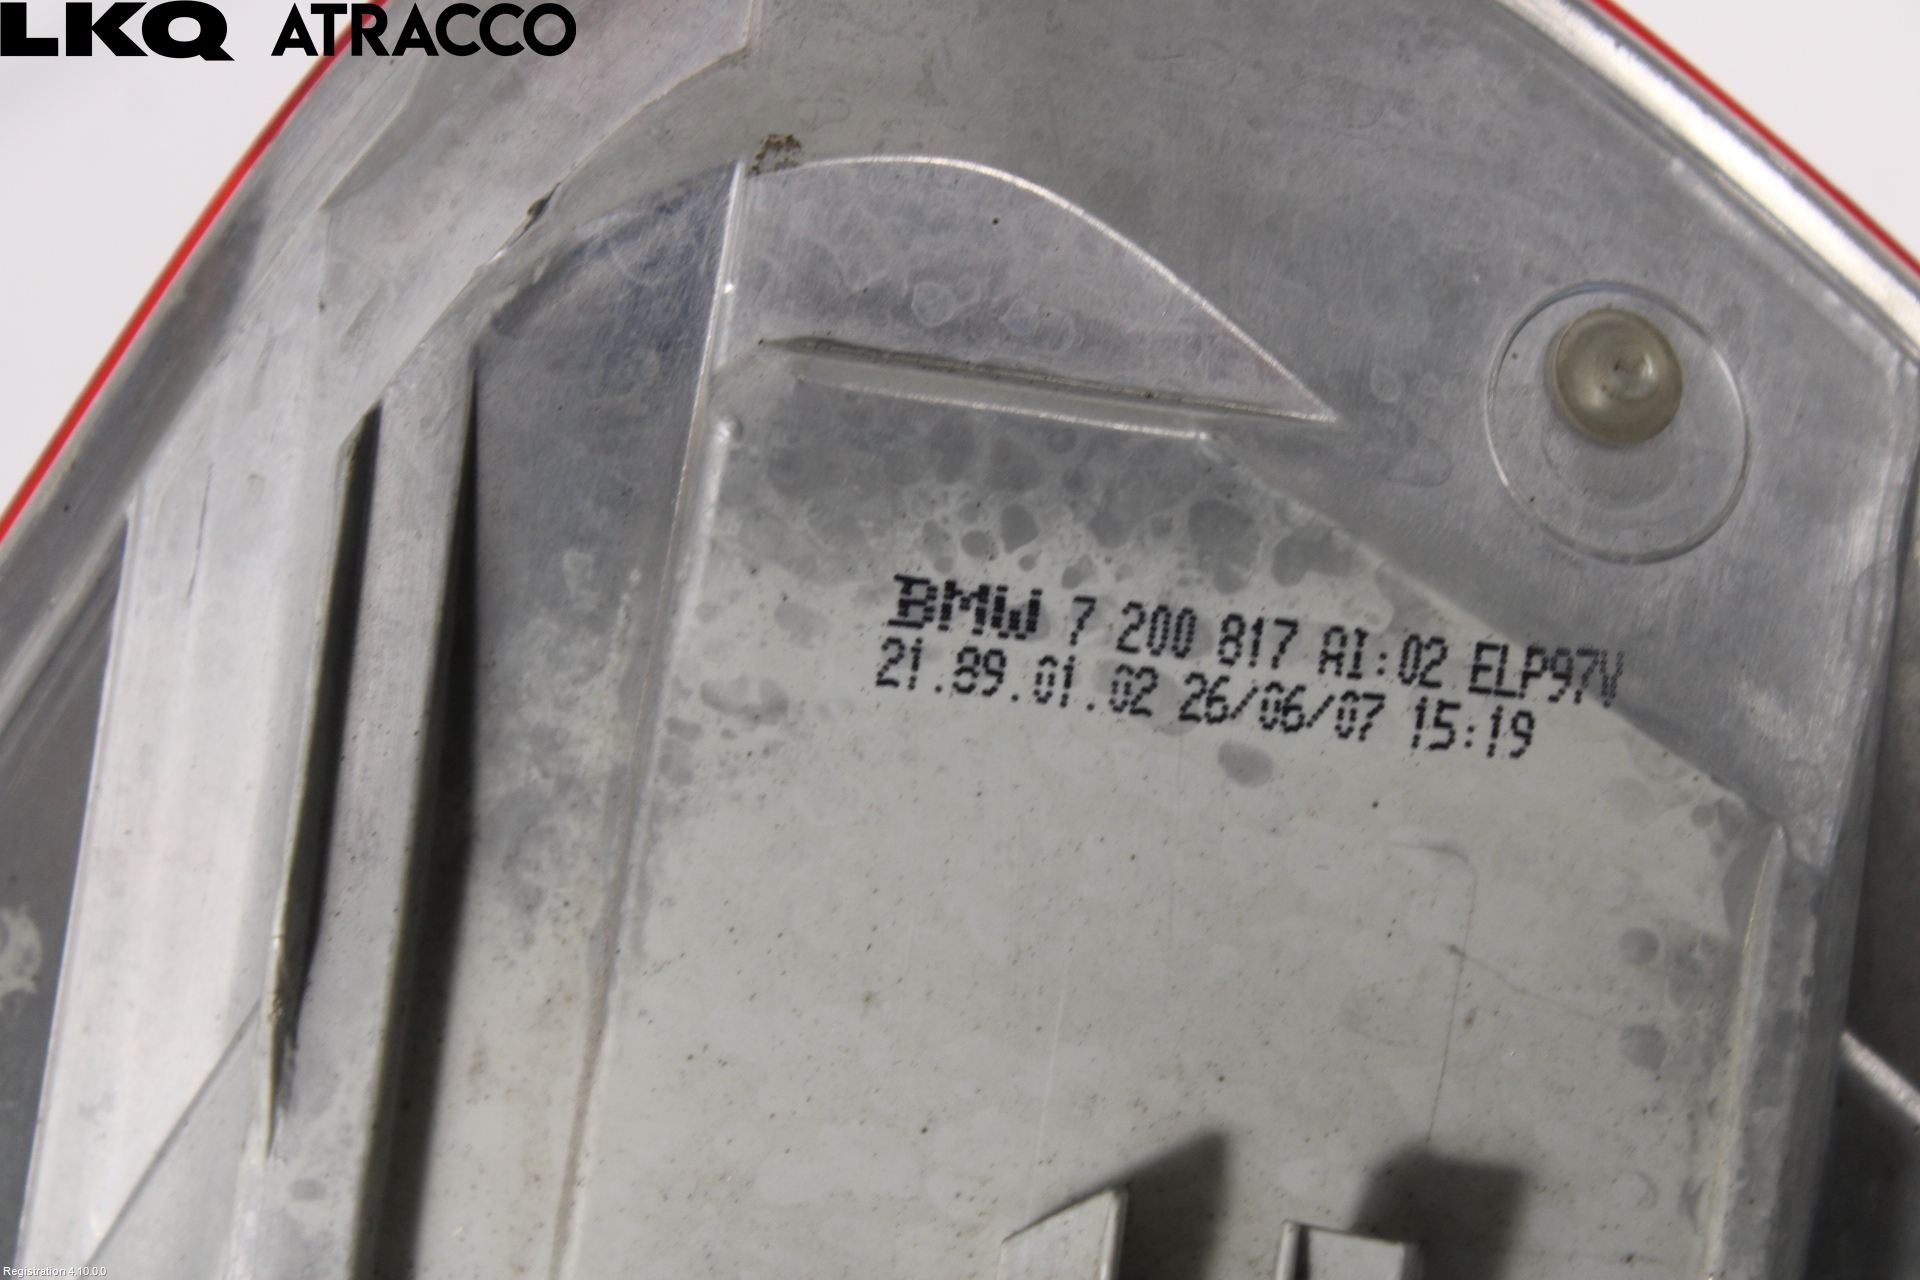 LKQ ATRACCO
BMW 7 200 817 AI:02 ELP97V
21.89.01.02 26/06/07 15:19
Registration 4.10.0.0